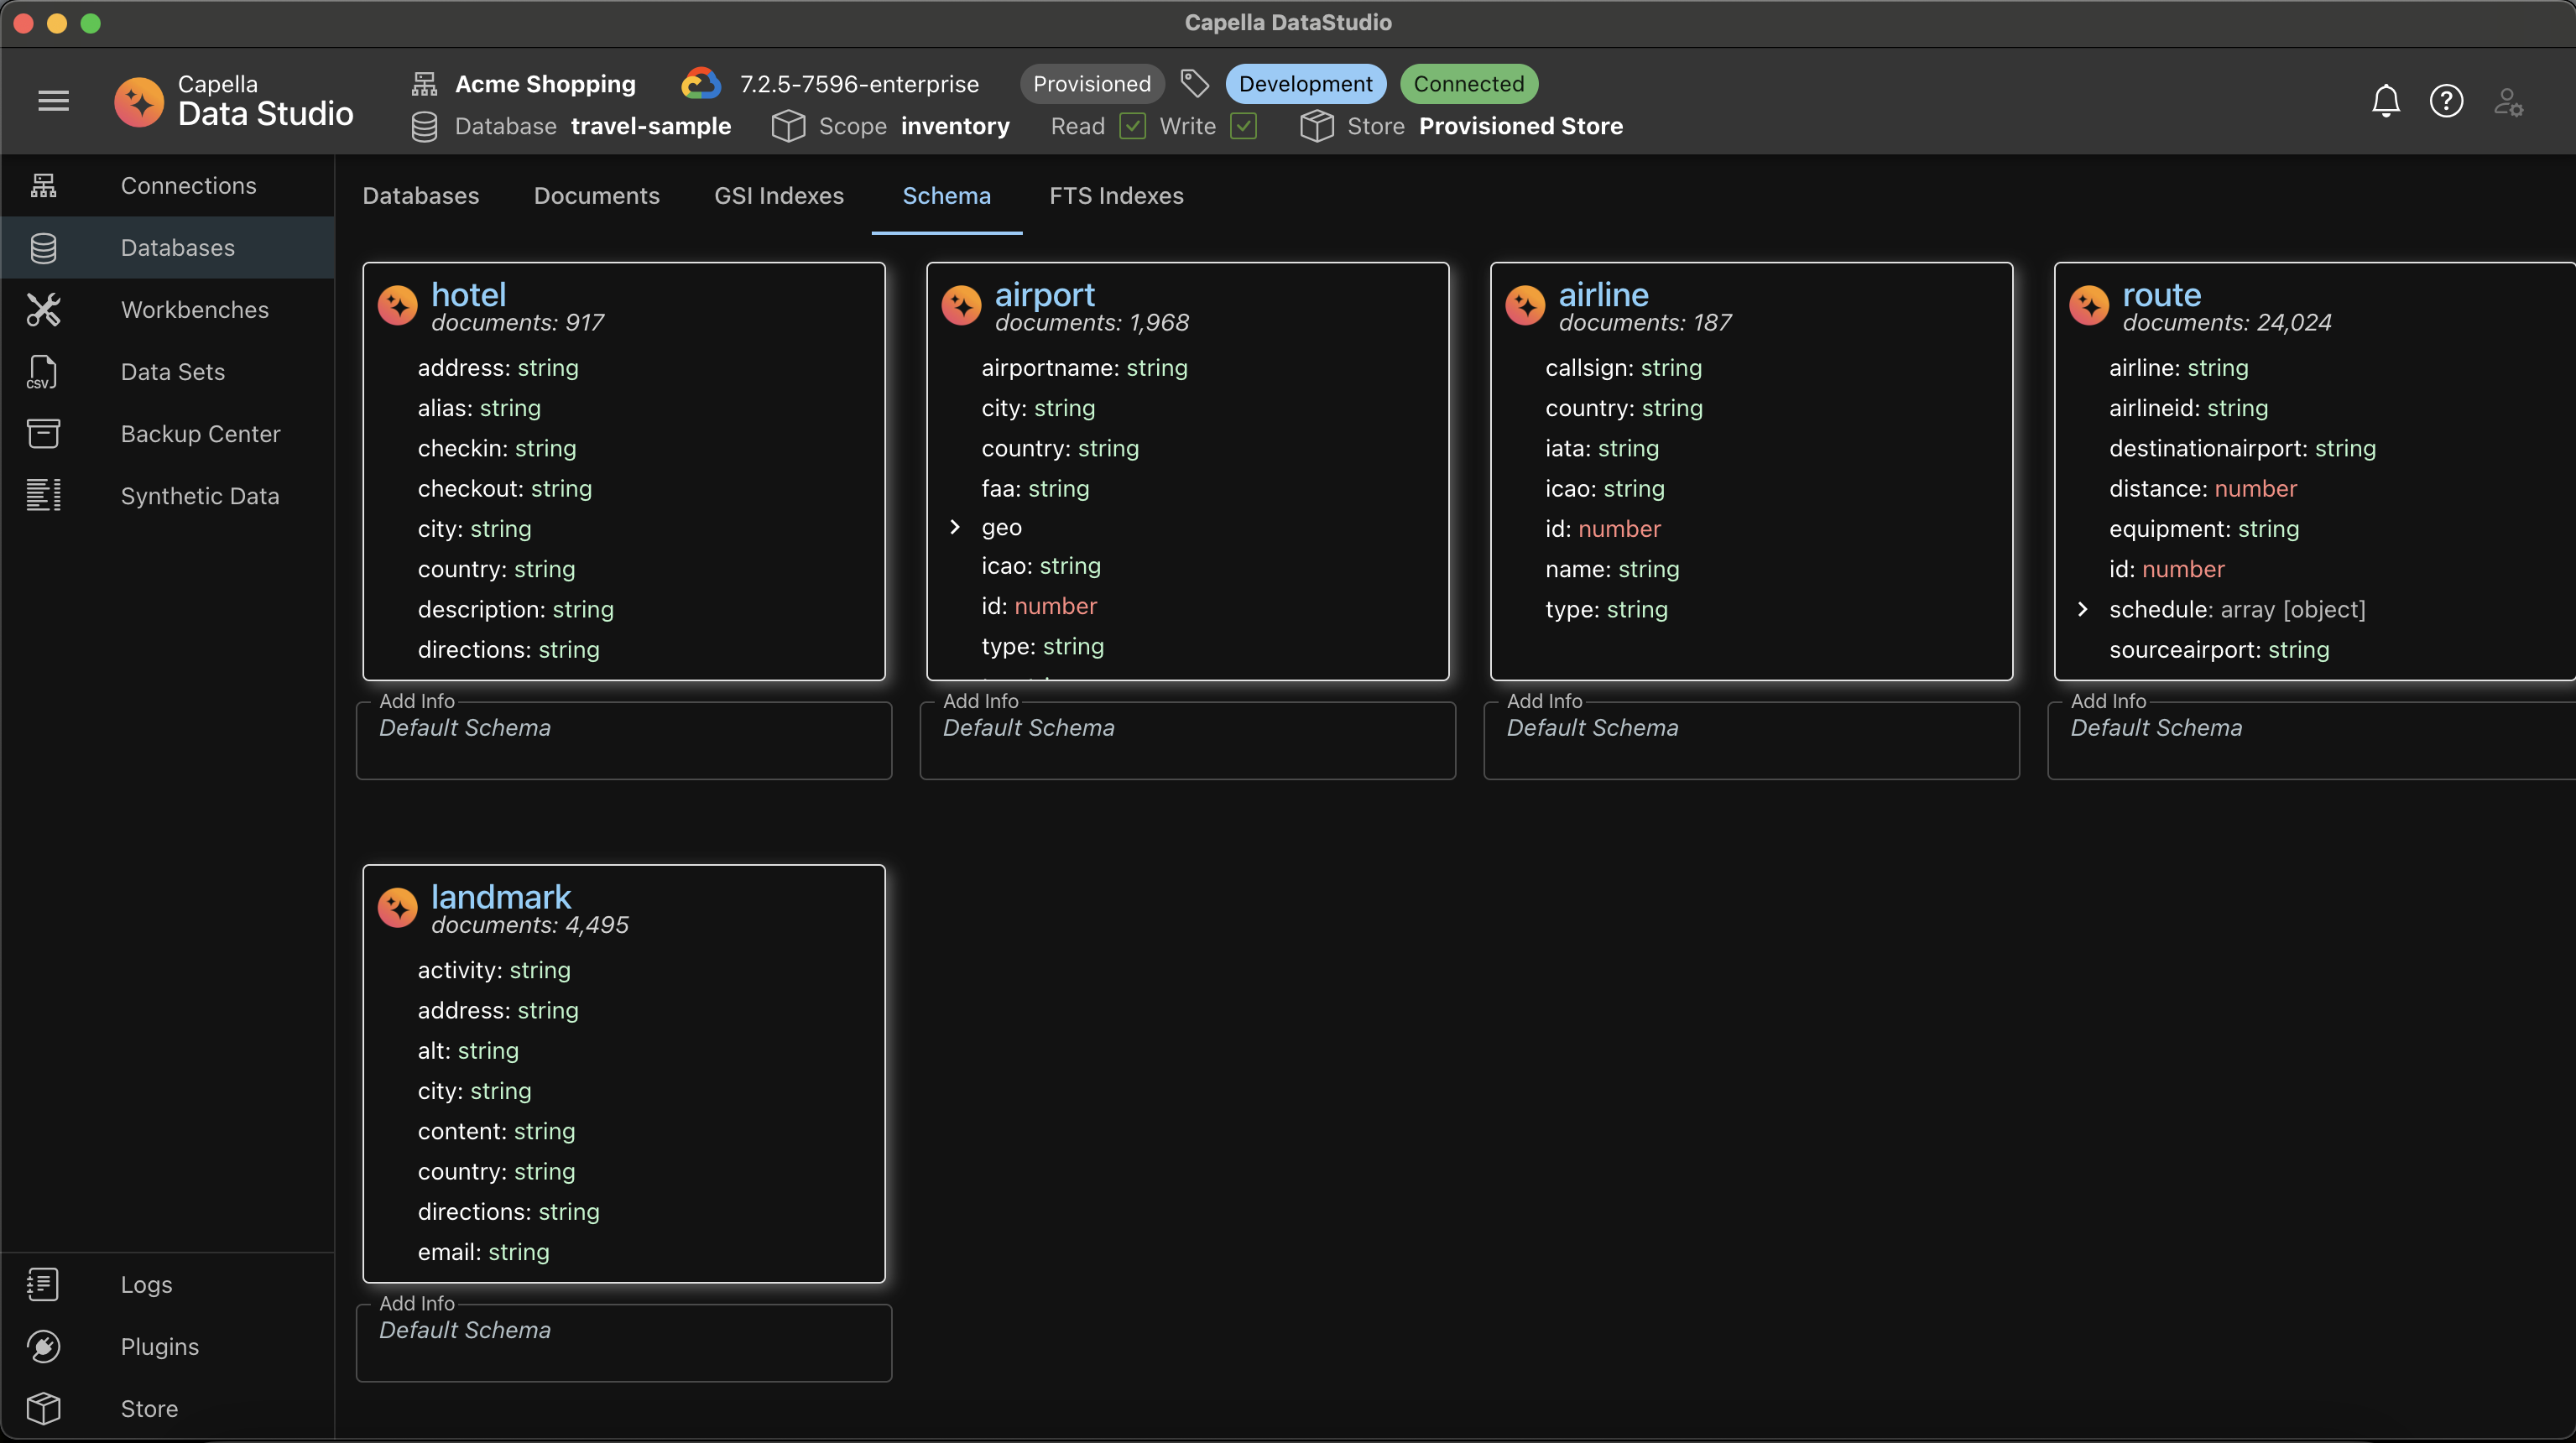 Capella DataStudio
Capella
Data Studio
Acme Shopping 7.2.5-7596-enterprise Provisioned Development Connected
Database travel-sample Scope inventory Read Write Store Provisioned Store
Connections
Databases
Workbenches
CSV Data Sets
Backup Center
Synthetic Data
Logs
Plugins
Store
Databases Documents GSI Indexes Schema FTS Indexes
hotel
documents: 917
address: string
alias: string
checkin: string
checkout: string
city: string
country: string
description: string
directions: string
Add Info
Default Schema
airport
documents: 1,968
airportname: string
city: string
country: string
faa: string
geo
icao: string
id: number
type: string
Add Info
Default Schema
airline
documents: 187
callsign: string
country: string
iata: string
icao: string
id: number
name: string
type: string
Add Info
Default Schema
route
documents: 24,024
airline: string
airlineid: string
destinationairport: string
distance: number
equipment: string
id: number
schedule: array [object]
sourceairport: string
Add Info
Default Schema
landmark
documents: 4,495
activity: string
address: string
alt: string
city: string
content: string
country: string
directions: string
email: string
Add Info
Default Schema